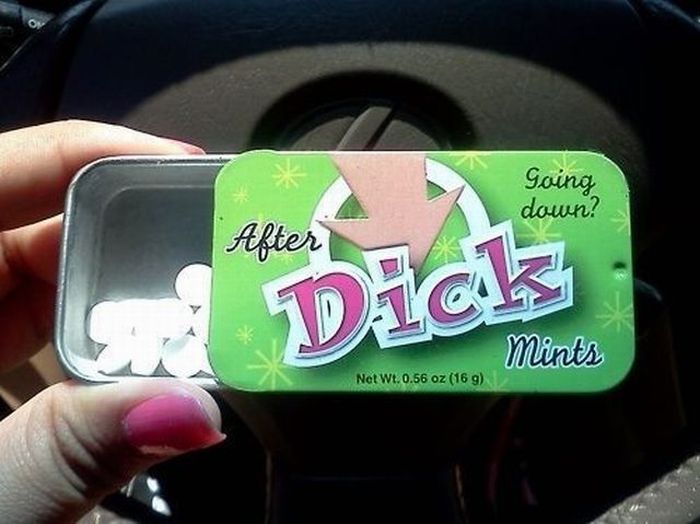 Going
down?
After
Dick
Mints
Net Wt. 0.56 oz (16 g)